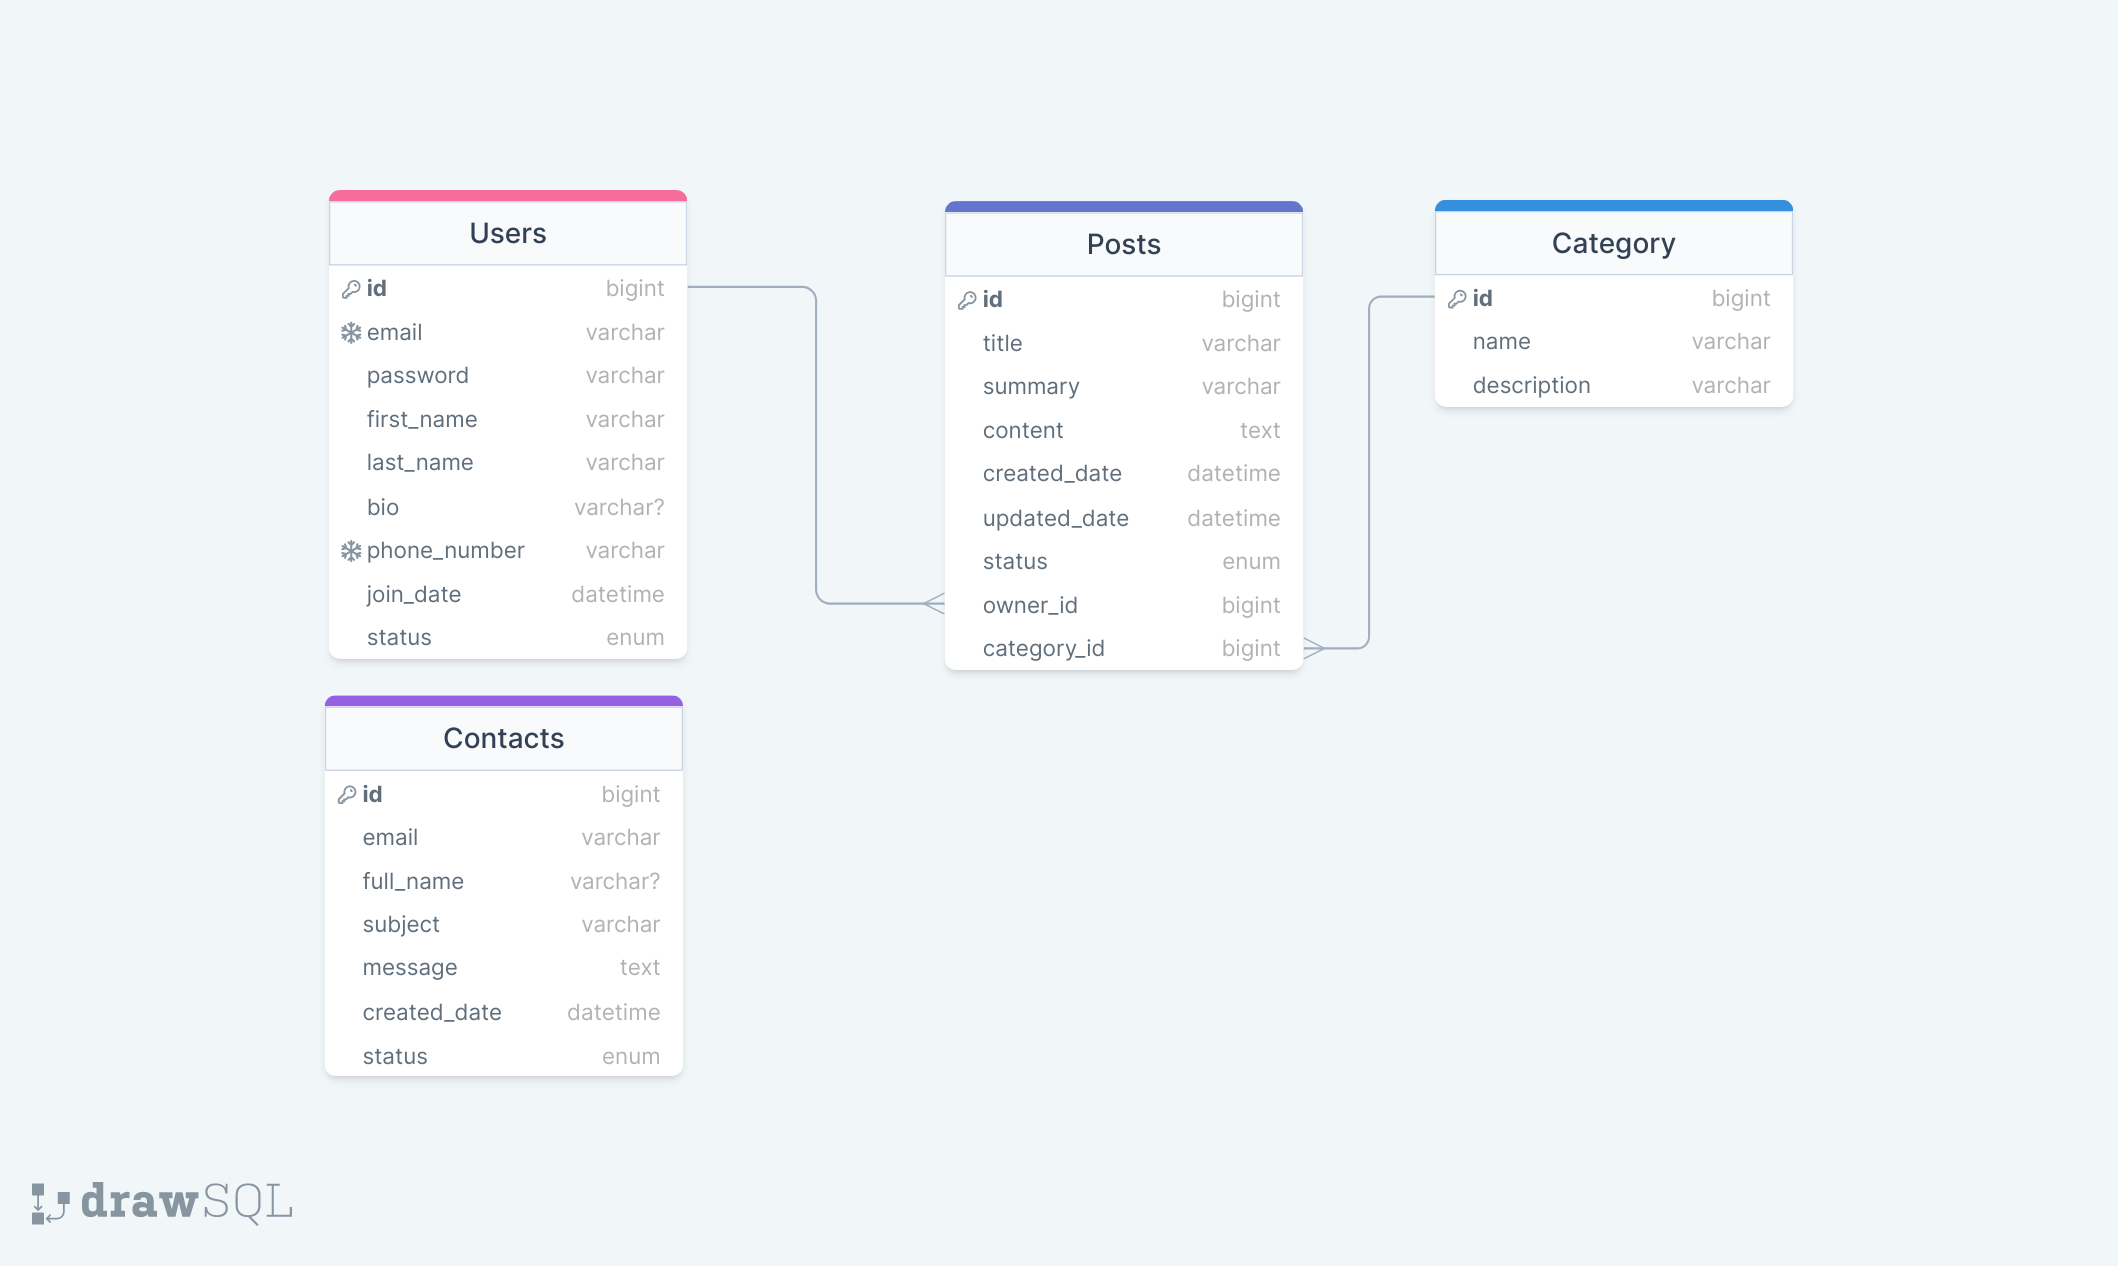 Users
id bigint
email varchar
password varchar
first_name varchar
last_name varchar
bio varchar?
phone_number varchar
join_date datetime
status enum
Posts
id bigint
title varchar
summary varchar
content text
created_date datetime
updated_date datetime
status enum
owner_id bigint
category_id bigint
Category
id bigint
name varchar
description varchar
Contacts
id bigint
email varchar
full_name varchar?
subject varchar
message text
created_date datetime
status enum
drawSQL